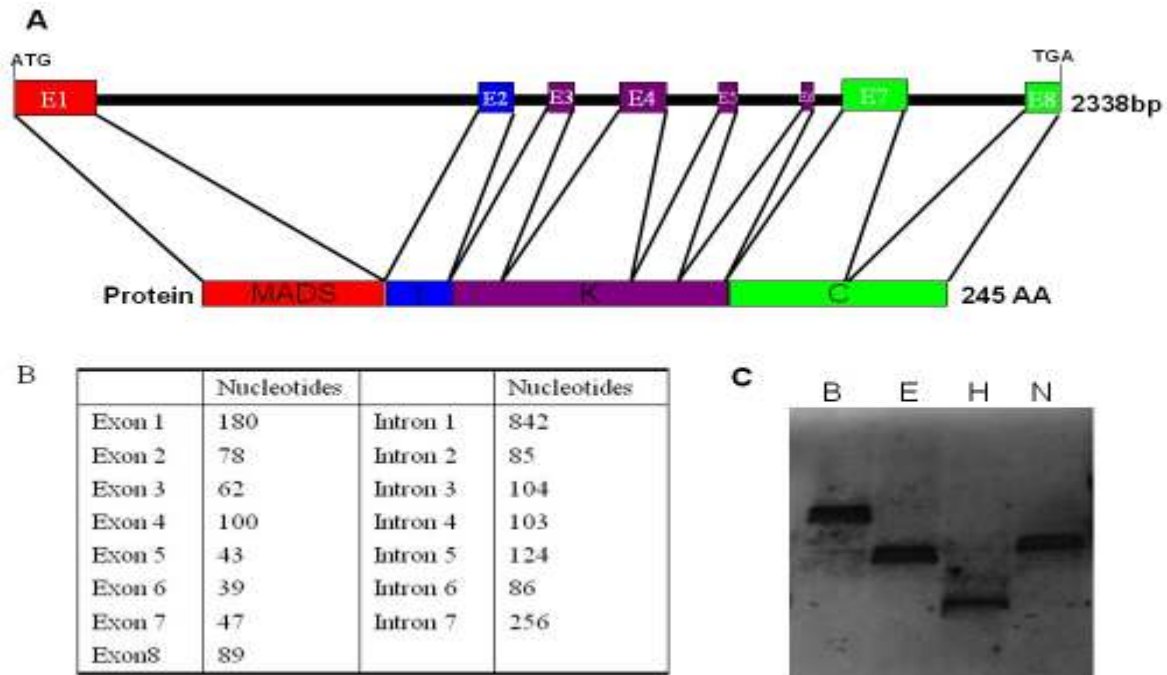 A
ATG
TGA
E1
E2
E3
E4
E5
E6
E7
E8
2338bp
Protein
MADS
I
K
C
245 AA
B
Nucleotides Nucleotides
Exon 1 180 Intron 1 842
Exon 2 78 Intron 2 85
Exon 3 62 Intron 3 104
Exon 4 100 Intron 4 103
Exon 5 43 Intron 5 124
Exon 6 39 Intron 6 86
Exon 7 47 Intron 7 256
Exon8 89
C
B E H N